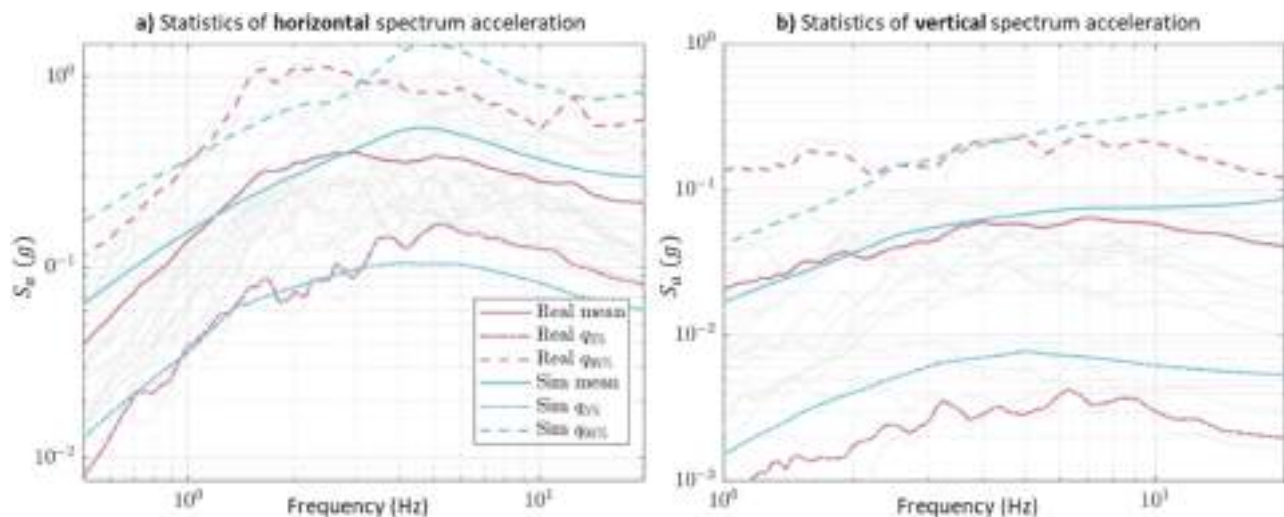 a) Statistics of horizontal spectrum acceleration
b) Statistics of vertical spectrum acceleration
10⁰
10⁻¹
10⁻²
Sₐ (g)
10⁰
10¹
Frequency (Hz)
Real mean
Real q₅%
Real q₉₅%
Sim mean
Sim q₅%
Sim q₉₅%
10⁰
10⁻¹
10⁻²
10⁻³
Sₐ (g)
10⁰
10¹
Frequency (Hz)